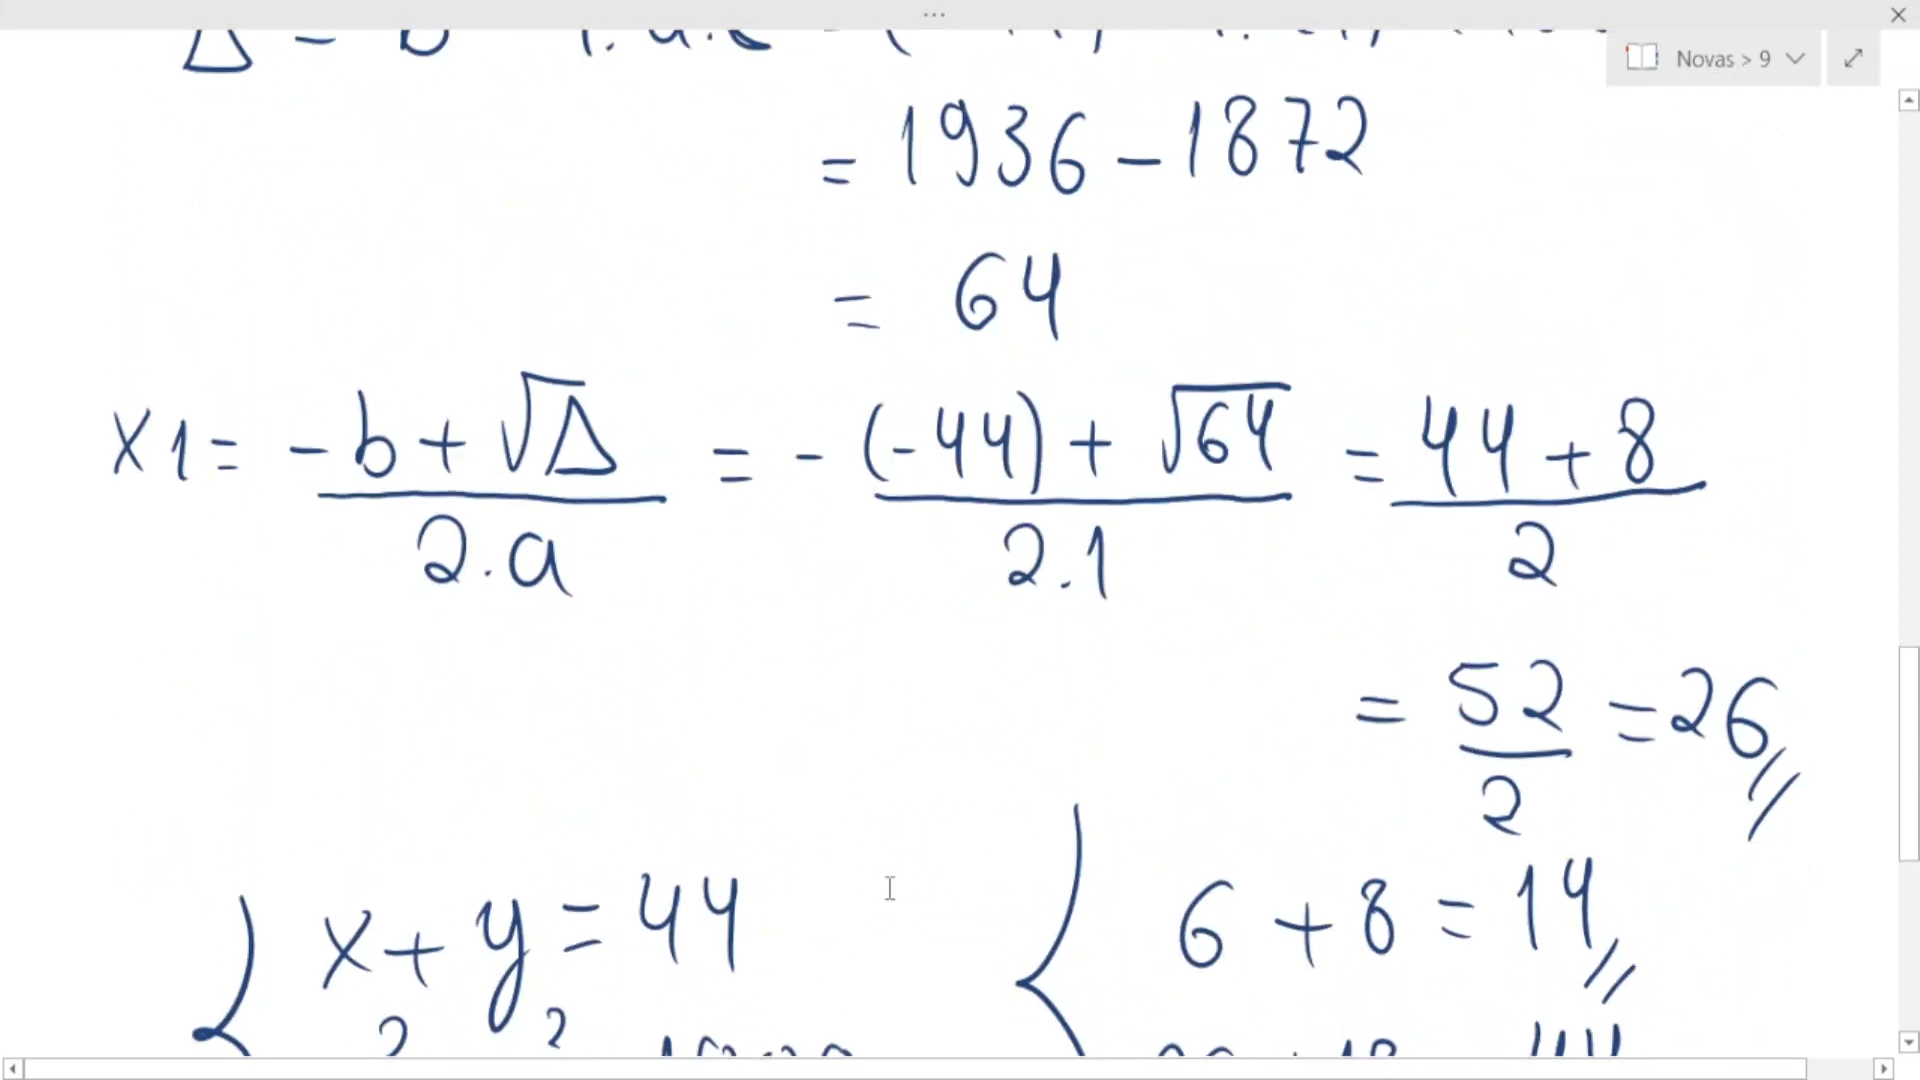 Novas > 9
= 1936 - 1872
= 64
x1 = -b + √Δ / 2.a = -(-44) + √64 / 2.1 = 44 + 8 / 2
= 52 / 2 = 26 //
x + y = 44
6 + 8 = 14 //